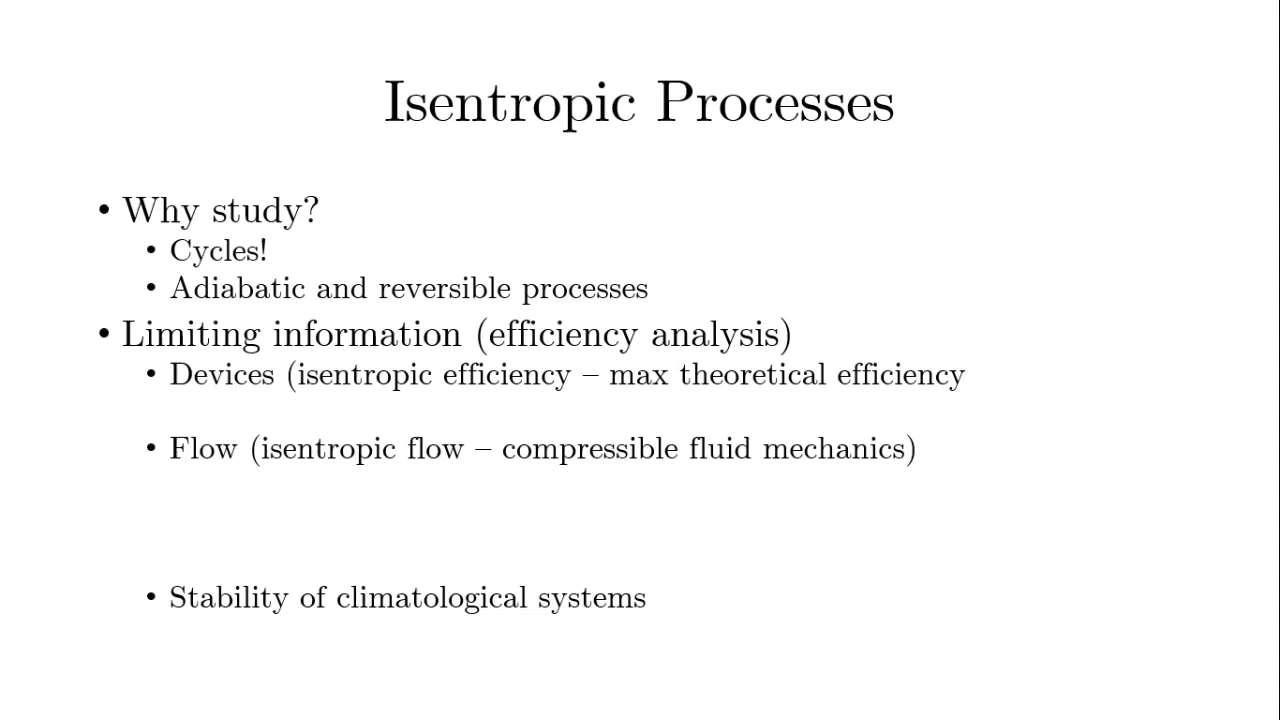 Isentropic Processes
• Why study?
• Cycles!
• Adiabatic and reversible processes
• Limiting information (efficiency analysis)
• Devices (isentropic efficiency – max theoretical efficiency
• Flow (isentropic flow – compressible fluid mechanics)
• Stability of climatological systems